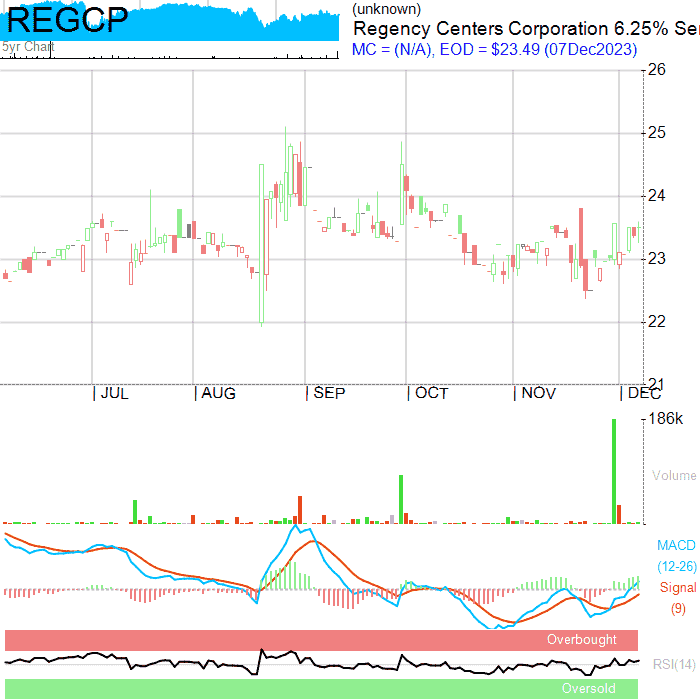 REGCP
5yr Chart
(unknown)
Regency Centers Corporation 6.25% Ser
MC = (N/A), EOD = $23.49 (07Dec2023)
26
25
24
23
22
21
JUL AUG SEP OCT NOV DEC
186k
Volume
MACD
(12-26)
Signal
(9)
Overbought
RSI(14)
Oversold